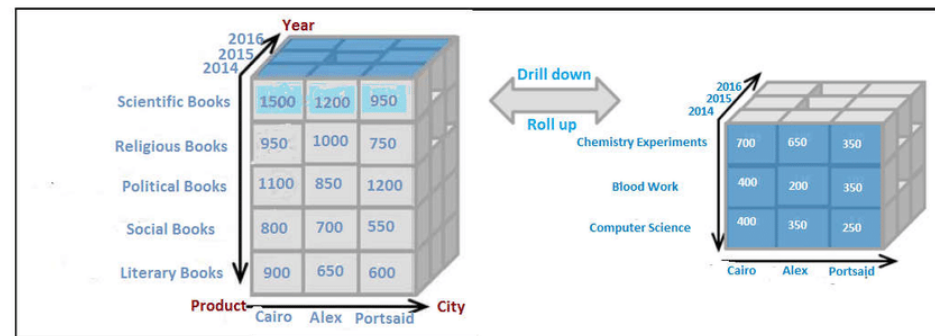 Year
2016
2015
2014
Scientific Books 1500 1200 950
Religious Books 950 1000 750
Political Books 1100 850 1200
Social Books 800 700 550
Literary Books 900 650 600
Product City
Cairo Alex Portsaid
Drill down
Roll up
2016
2015
2014
Chemistry Experiments 700 650 350
Blood Work 400 200 350
Computer Science 400 350 250
Cairo Alex Portsaid